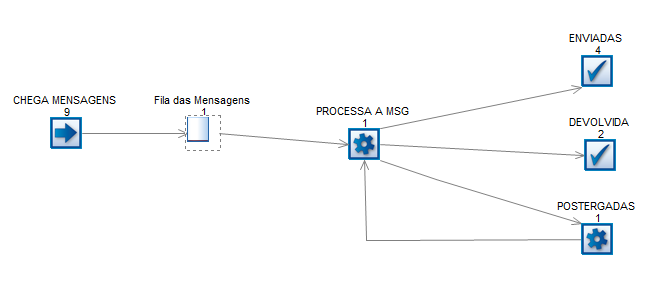 CHEGA MENSAGENS
9
Fila das Mensagens
1
PROCESSA A MSG
1
ENVIADAS
4
DEVOLVIDA
2
POSTERGADAS
1